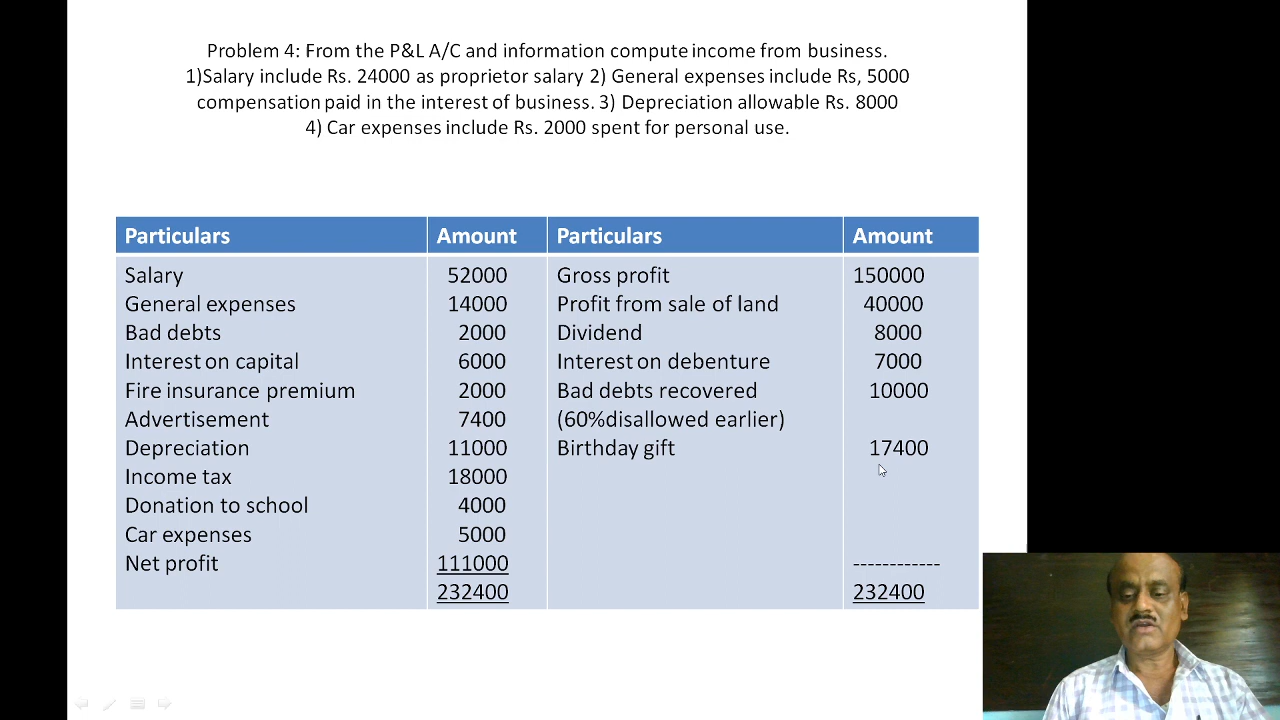 Problem 4: From the P&L A/C and information compute income from business.
1)Salary include Rs. 24000 as proprietor salary 2) General expenses include Rs, 5000
compensation paid in the interest of business. 3) Depreciation allowable Rs. 8000
4) Car expenses include Rs. 2000 spent for personal use.
Particulars Amount Particulars Amount
Salary 52000 Gross profit 150000
General expenses 14000 Profit from sale of land 40000
Bad debts 2000 Dividend 8000
Interest on capital 6000 Interest on debenture 7000
Fire insurance premium 2000 Bad debts recovered 10000
Advertisement 7400 (60%disallowed earlier)
Depreciation 11000 Birthday gift 17400
Income tax 18000
Donation to school 4000
Car expenses 5000
Net profit 111000 ------------
232400 232400